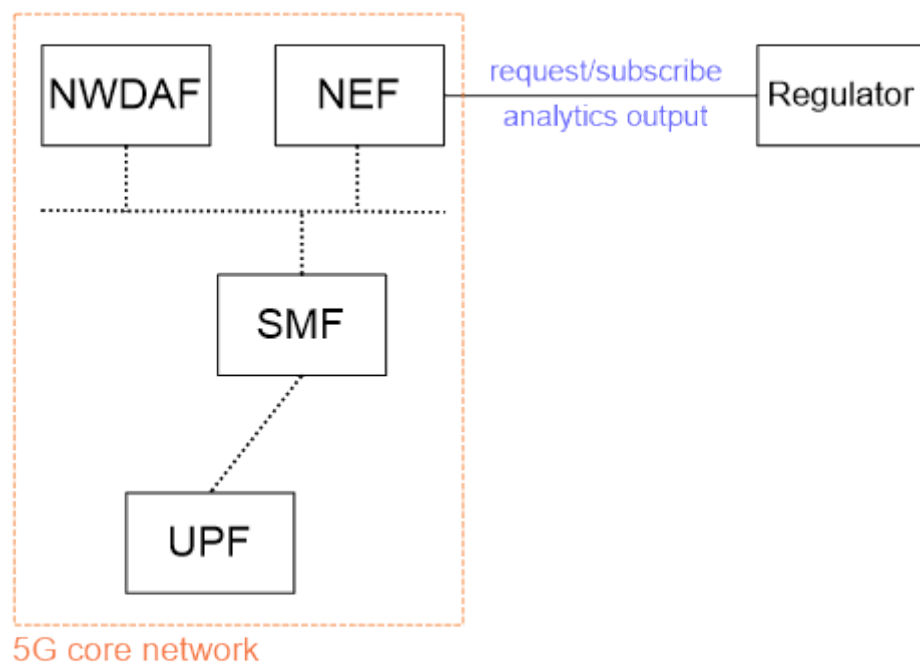 NWDAF
NEF
request/subscribe
analytics output
Regulator
SMF
UPF
5G core network